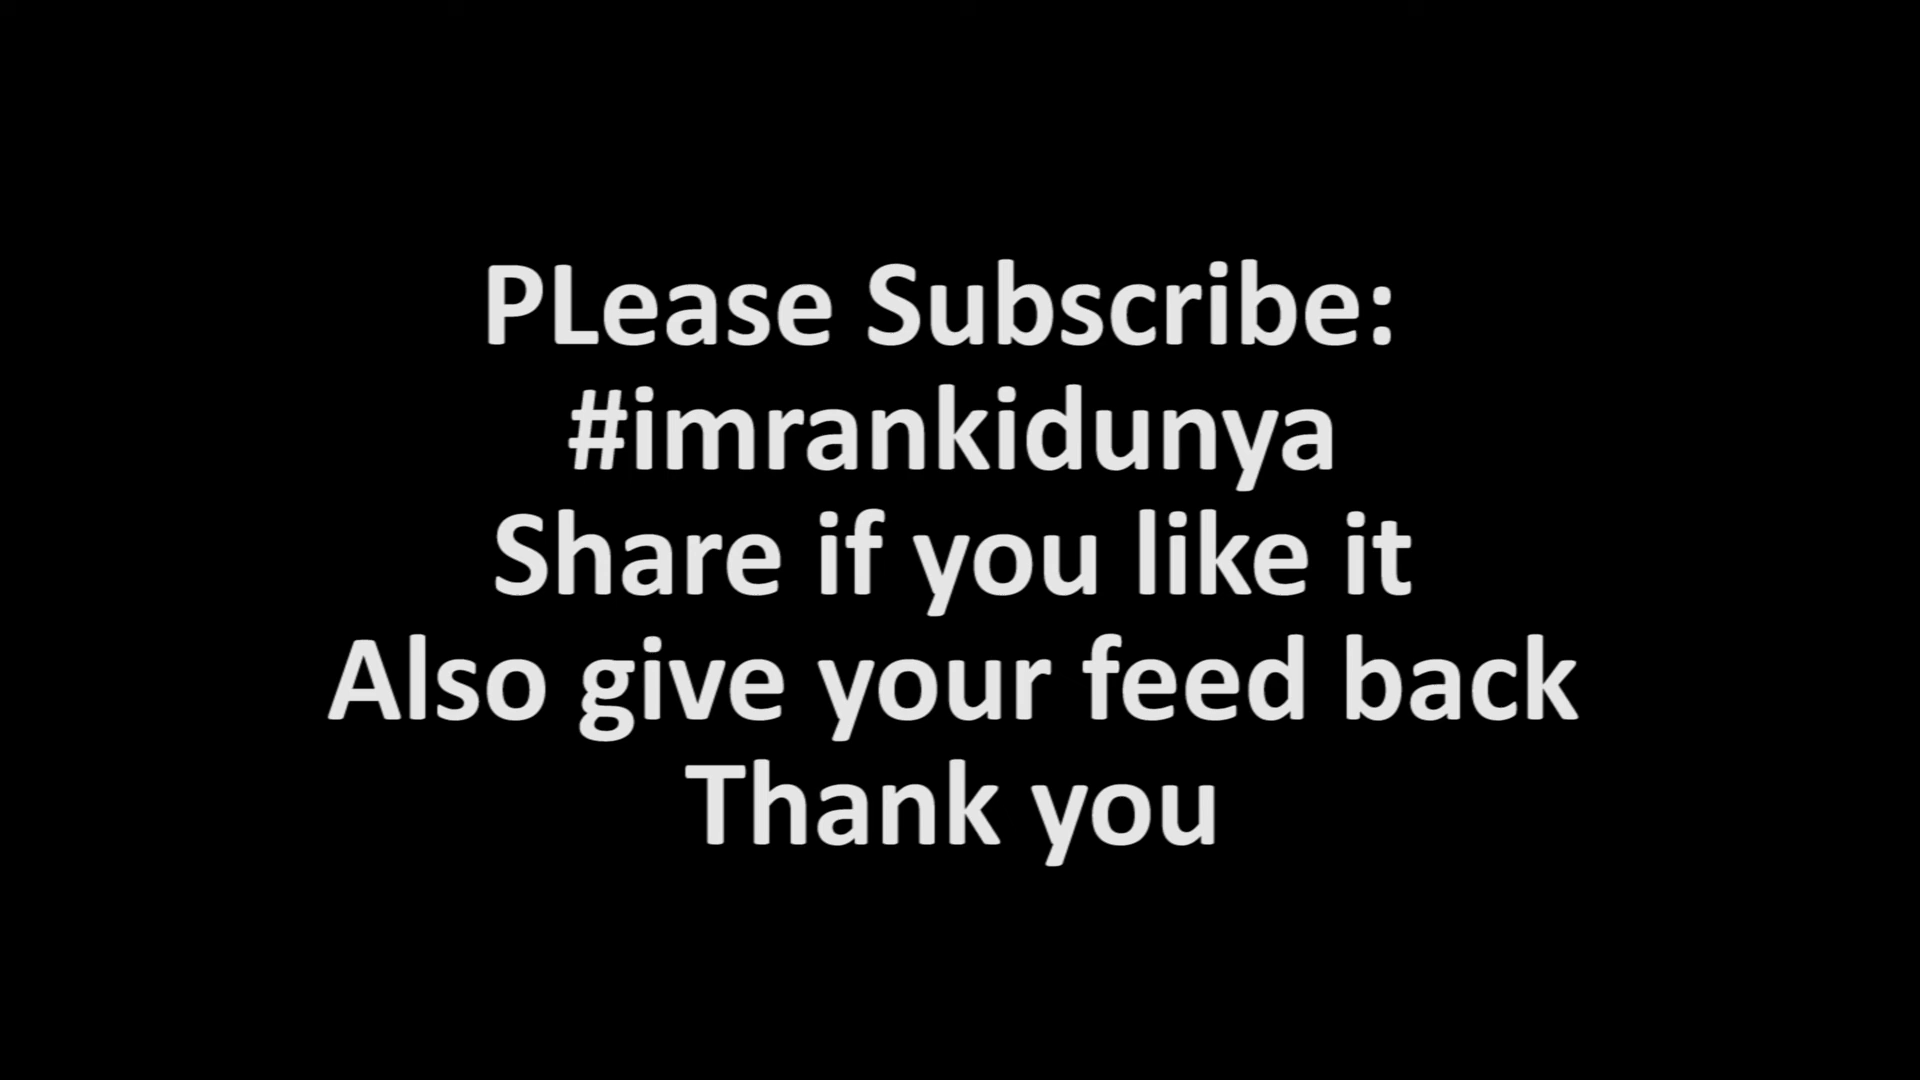 PLease Subscribe:
#imrankidunya
Share if you like it
Also give your feed back
Thank you